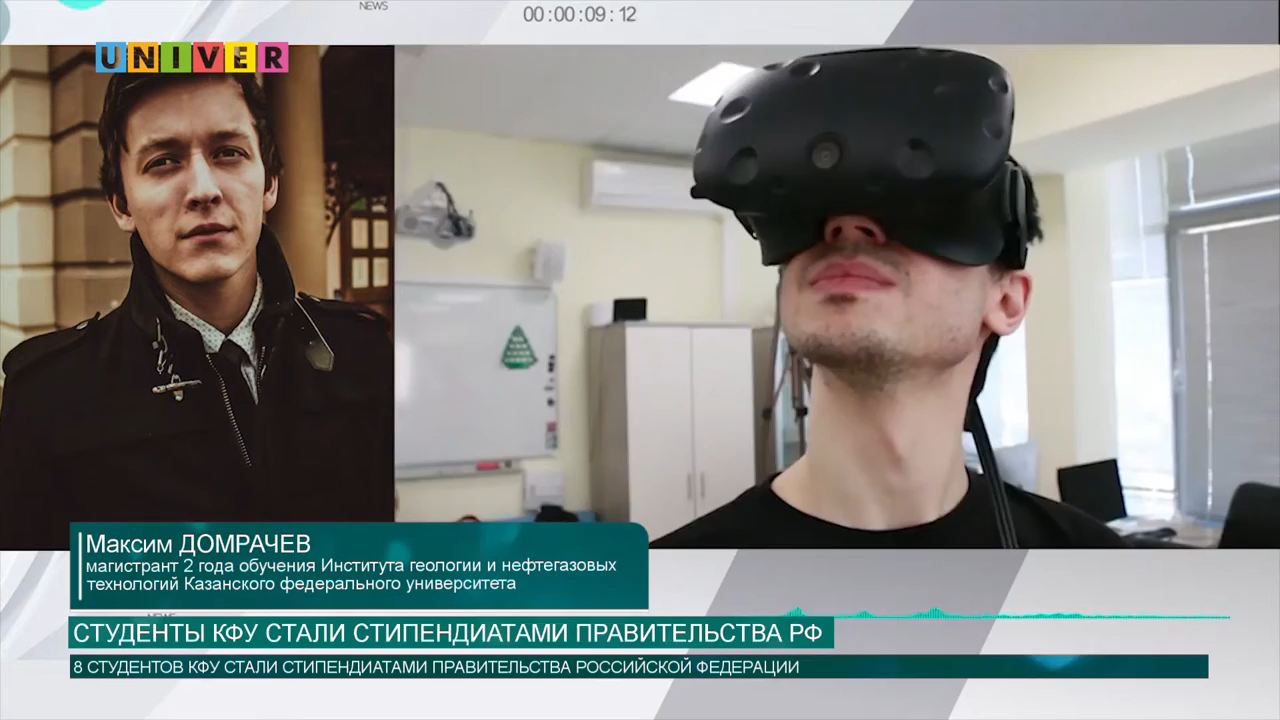 NEWS
00:00:09:12
UNIVER
Максим ДОМРАЧЕВ
магистрант 2 года обучения Института геологии и нефтегазовых
технологий Казанского федерального университета
СТУДЕНТЫ КФУ СТАЛИ СТИПЕНДИАТАМИ ПРАВИТЕЛЬСТВА РФ
8 СТУДЕНТОВ КФУ СТАЛИ СТИПЕНДИАТАМИ ПРАВИТЕЛЬСТВА РОССИЙСКОЙ ФЕДЕРАЦИИ